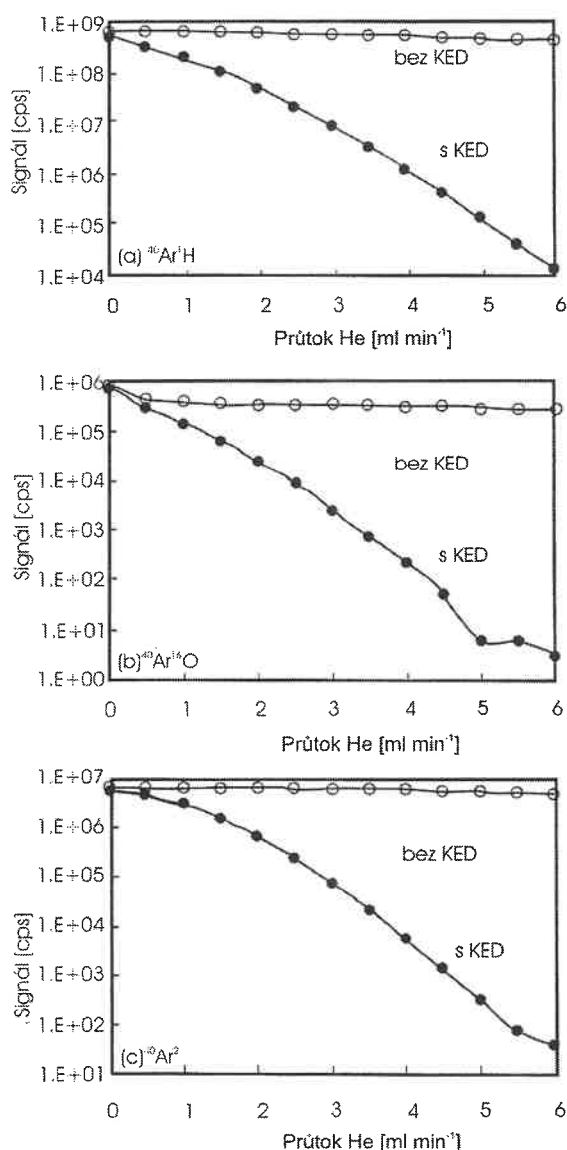 1.E+09
1.E+08
1.E+07
1.E+06
1.E+05
1.E+04
Signál [cps]
bez KED
s KED
(a) ⁴⁰Ar¹H
0 1 2 3 4 5 6
Průtok He [ml min⁻¹]
1.E+06
1.E+05
1.E+04
1.E+03
1.E+02
1.E+01
1.E+00
Signál [cps]
bez KED
s KED
(b) ⁴⁰Ar¹⁶O
0 1 2 3 4 5 6
Průtok He [ml min⁻¹]
1.E+07
1.E+06
1.E+05
1.E+04
1.E+03
1.E+02
1.E+01
Signál [cps]
bez KED
s KED
(c) ⁴⁰Ar²
0 1 2 3 4 5 6
Průtok He [ml min⁻¹]